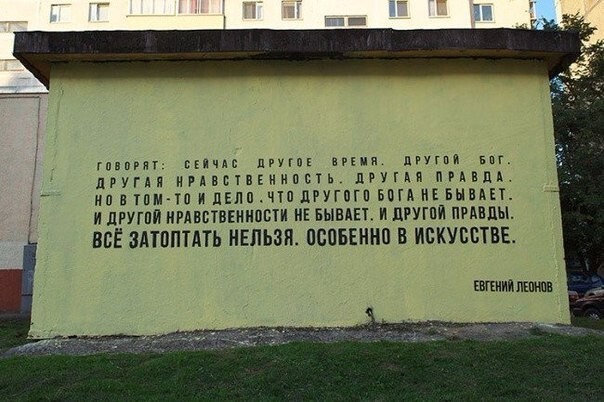 ГОВОРЯТ: СЕЙЧАС ДРУГОЕ ВРЕМЯ. ДРУГОЙ БОГ.
ДРУГАЯ НРАВСТВЕННОСТЬ. ДРУГАЯ ПРАВДА.
НО В ТОМ-ТО И ДЕЛО, ЧТО ДРУГОГО БОГА НЕ БЫВАЕТ.
И ДРУГОЙ НРАВСТВЕННОСТИ НЕ БЫВАЕТ. И ДРУГОЙ ПРАВДЫ.
ВСЁ ЗАТОПТАТЬ НЕЛЬЗЯ. ОСОБЕННО В ИСКУССТВЕ.
ЕВГЕНИЙ ЛЕОНОВ